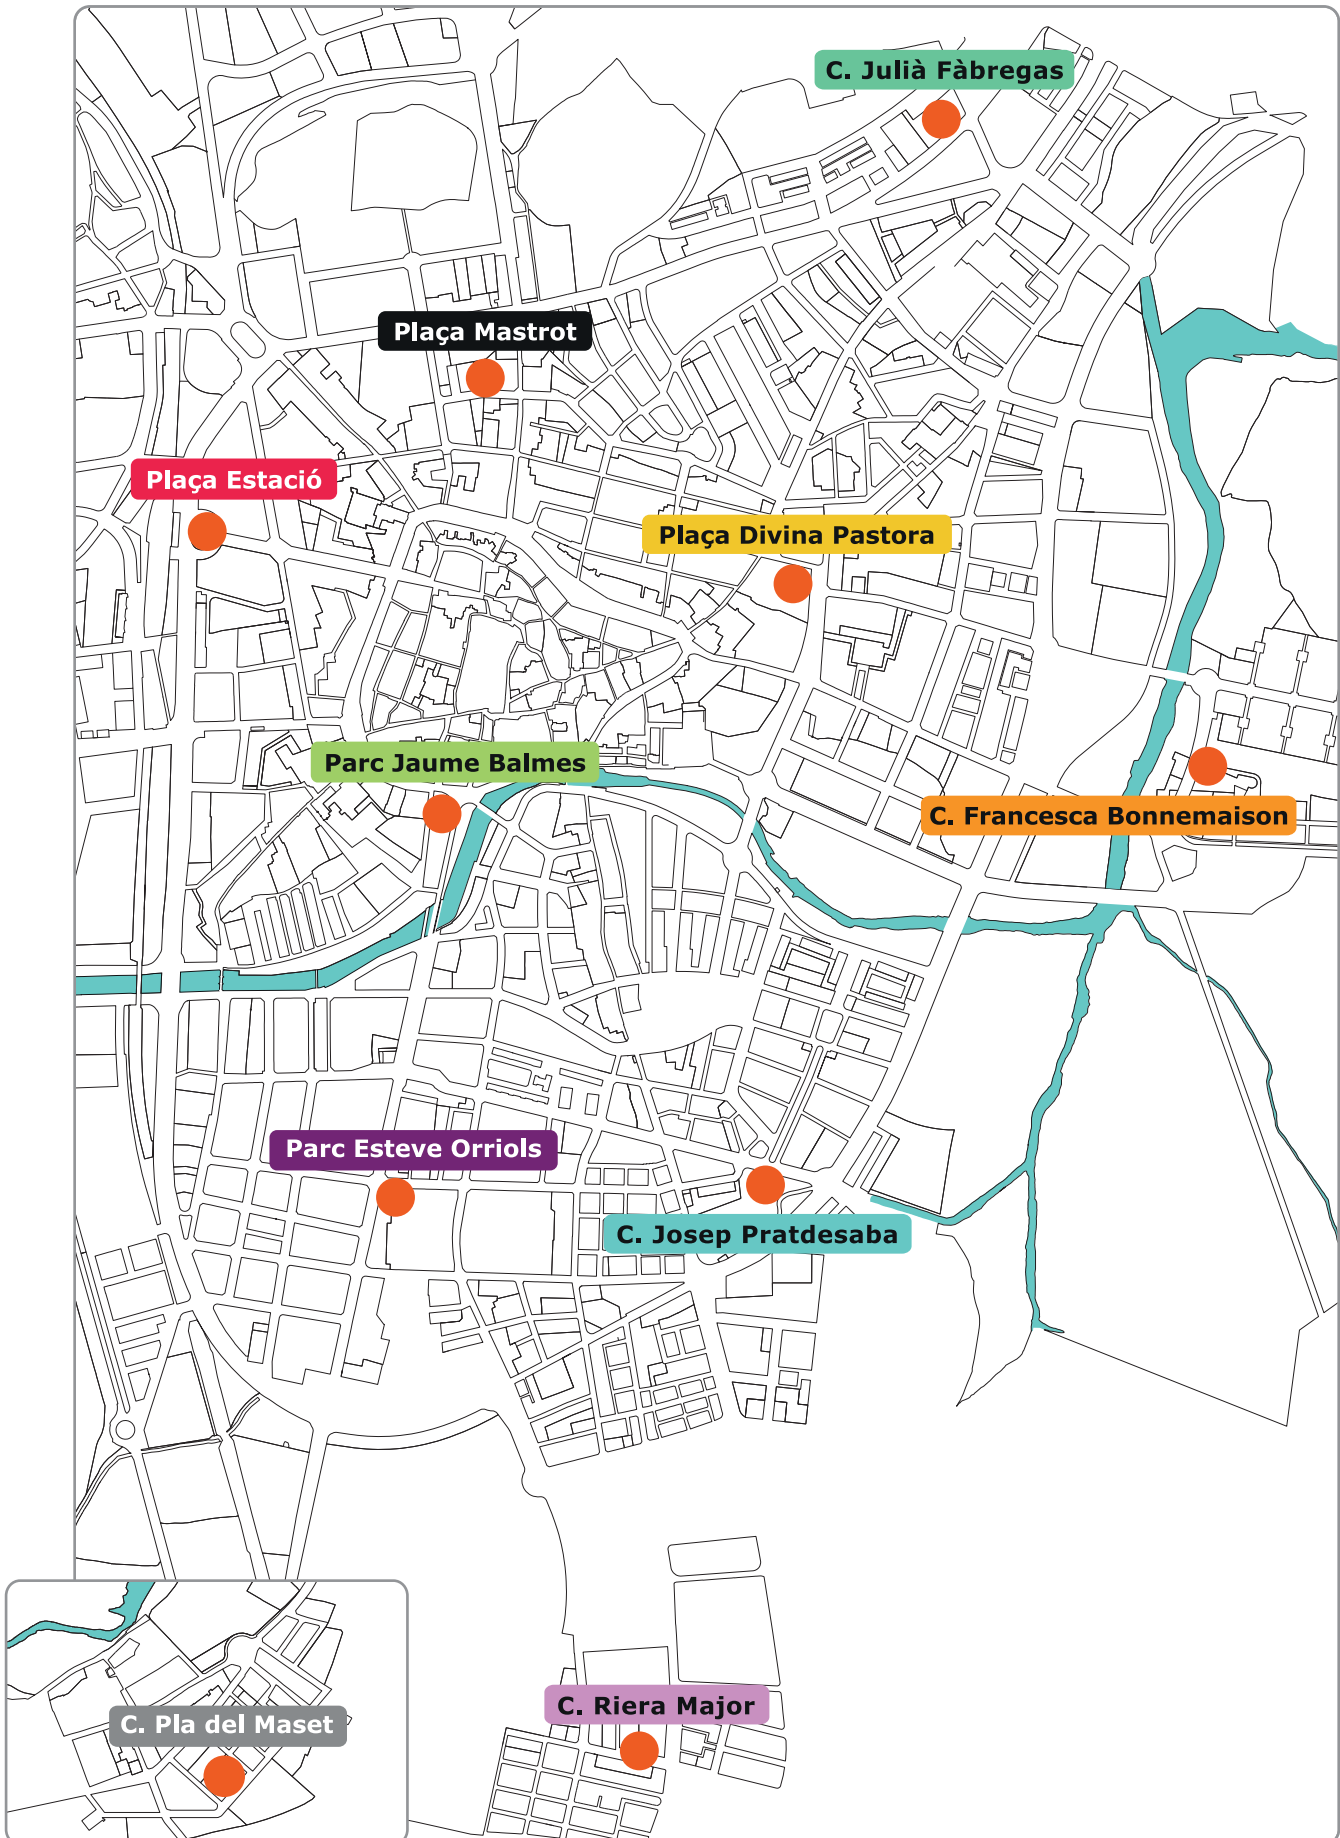 C. Julià Fàbregas
Plaça Mastrot
Plaça Estació
Plaça Divina Pastora
Parc Jaume Balmes
C. Francesca Bonnemaison
Parc Esteve Orriols
C. Josep Pratdesaba
C. Riera Major
C. Pla del Maset